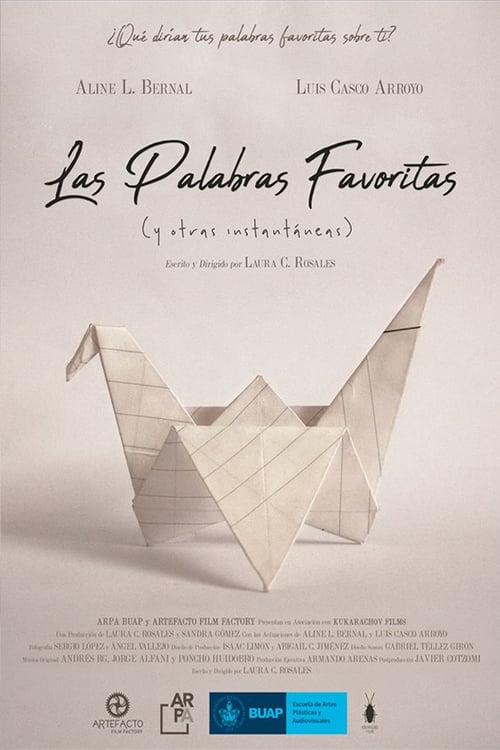 ¿Qué dirían tus palabras favoritas sobre ti?
ALINE L. BERNAL LUIS CASCO ARROYO
Las Palabras Favoritas
(y otras instantáneas)
Escrito y Dirigido por LAURA C. ROSALES
ARPA BUAP y ARTEFACTO FILM FACTORY Presentan en Asociación con KUKARACHOV FILMS
Una Producción de LAURA C. ROSALES y SANDRA GÓMEZ Con las Actuaciones de ALINE L. BERNAL y LUIS CASCO ARROYO
Fotografía SERGIO LÓPEZ y ÁNGEL VALLEJO Diseño de Producción ISAAC LIMÓN y ABIGAIL C. JIMÉNEZ Diseño Sonoro GABRIEL TÉLLEZ GIRÓN
Música Original ANDRÉS BG, JORGE ALFANI y PONCHO HUIDOBRO Producción Ejecutiva ARMANDO ARENAS Postproducción JAVIER COTZOMI
Escrito y Dirigido por LAURA C. ROSALES
ARTEFACTO
FILM FACTORY
ARPA
BUAP
Escuela de Artes
Plásticas y
Audiovisuales